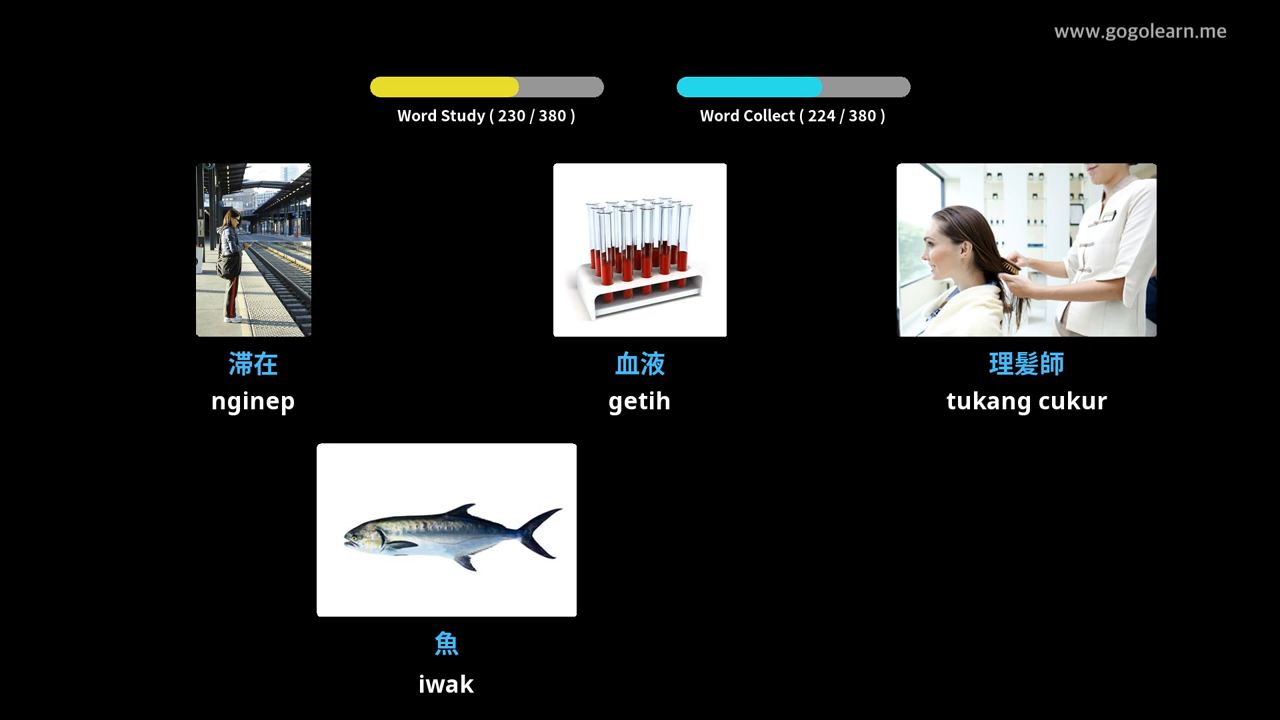 www.gogolearn.me
Word Study ( 230 / 380 )
Word Collect ( 224 / 380 )
滞在
nginep
血液
getih
理髪師
tukang cukur
魚
iwak